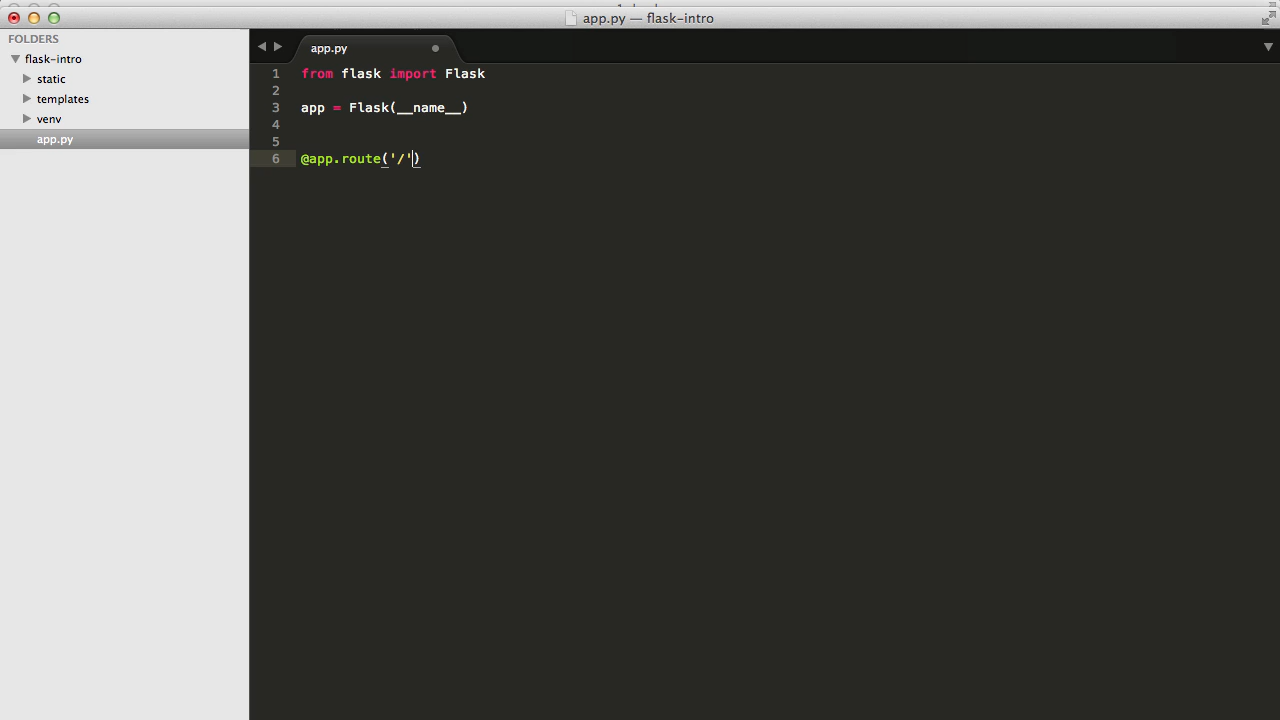 app.py — flask-intro
FOLDERS
flask-intro
static
templates
venv
app.py
app.py
1 from flask import Flask
2
3 app = Flask(__name__)
4
5
6 @app.route('/')